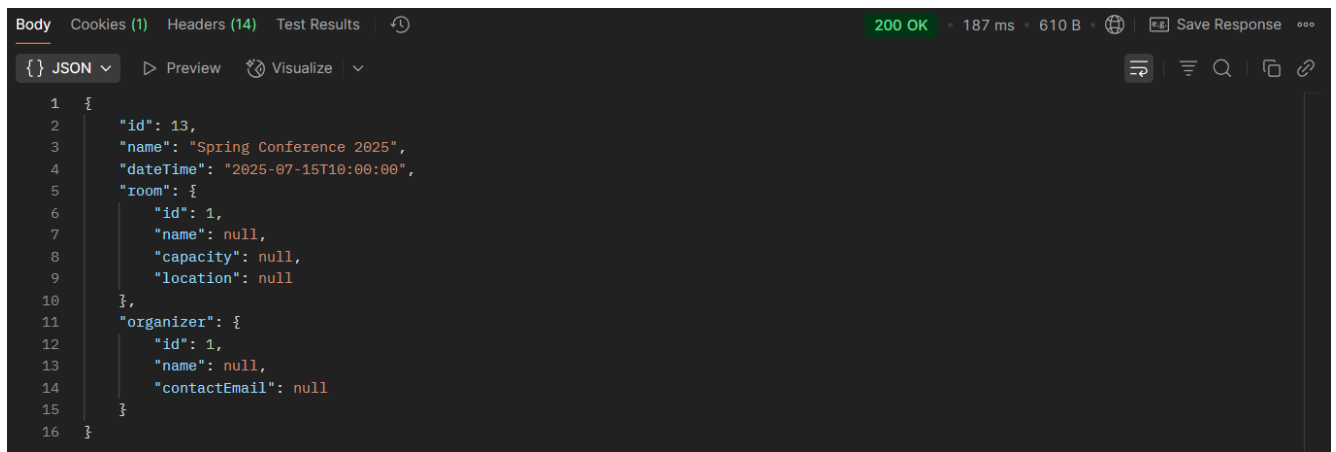 Body Cookies (1) Headers (14) Test Results 200 OK • 187 ms • 610 B • e.g. Save Response
{} JSON Preview Visualize
1 {
2 "id": 13,
3 "name": "Spring Conference 2025",
4 "dateTime": "2025-07-15T10:00:00",
5 "room": {
6 "id": 1,
7 "name": null,
8 "capacity": null,
9 "location": null
10 },
11 "organizer": {
12 "id": 1,
13 "name": null,
14 "contactEmail": null
15 }
16 }